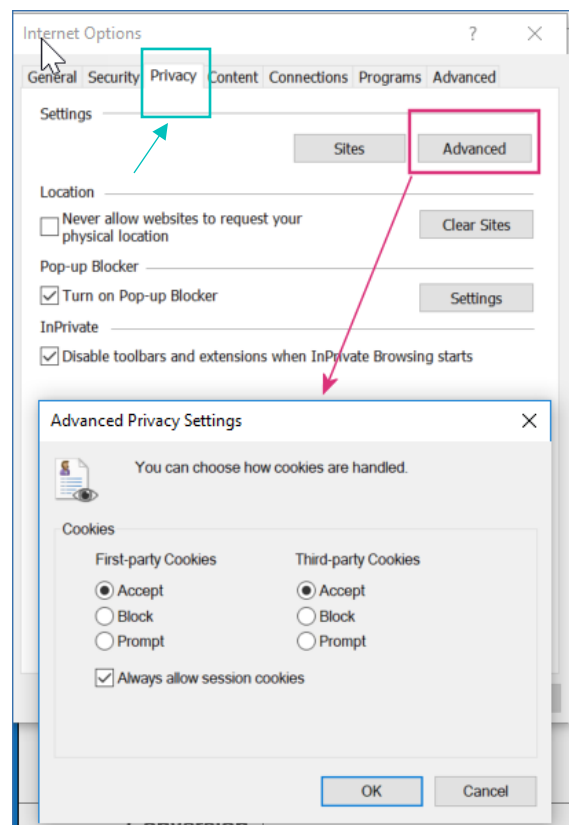 Internet Options ?
General Security Privacy Content Connections Programs Advanced
Settings
Sites Advanced
Location
Never allow websites to request your
physical location
Clear Sites
Pop-up Blocker
Turn on Pop-up Blocker Settings
InPrivate
Disable toolbars and extensions when InPrivate Browsing starts
Advanced Privacy Settings
You can choose how cookies are handled.
Cookies
First-party Cookies Third-party Cookies
Accept Accept
Block Block
Prompt Prompt
Always allow session cookies
OK Cancel